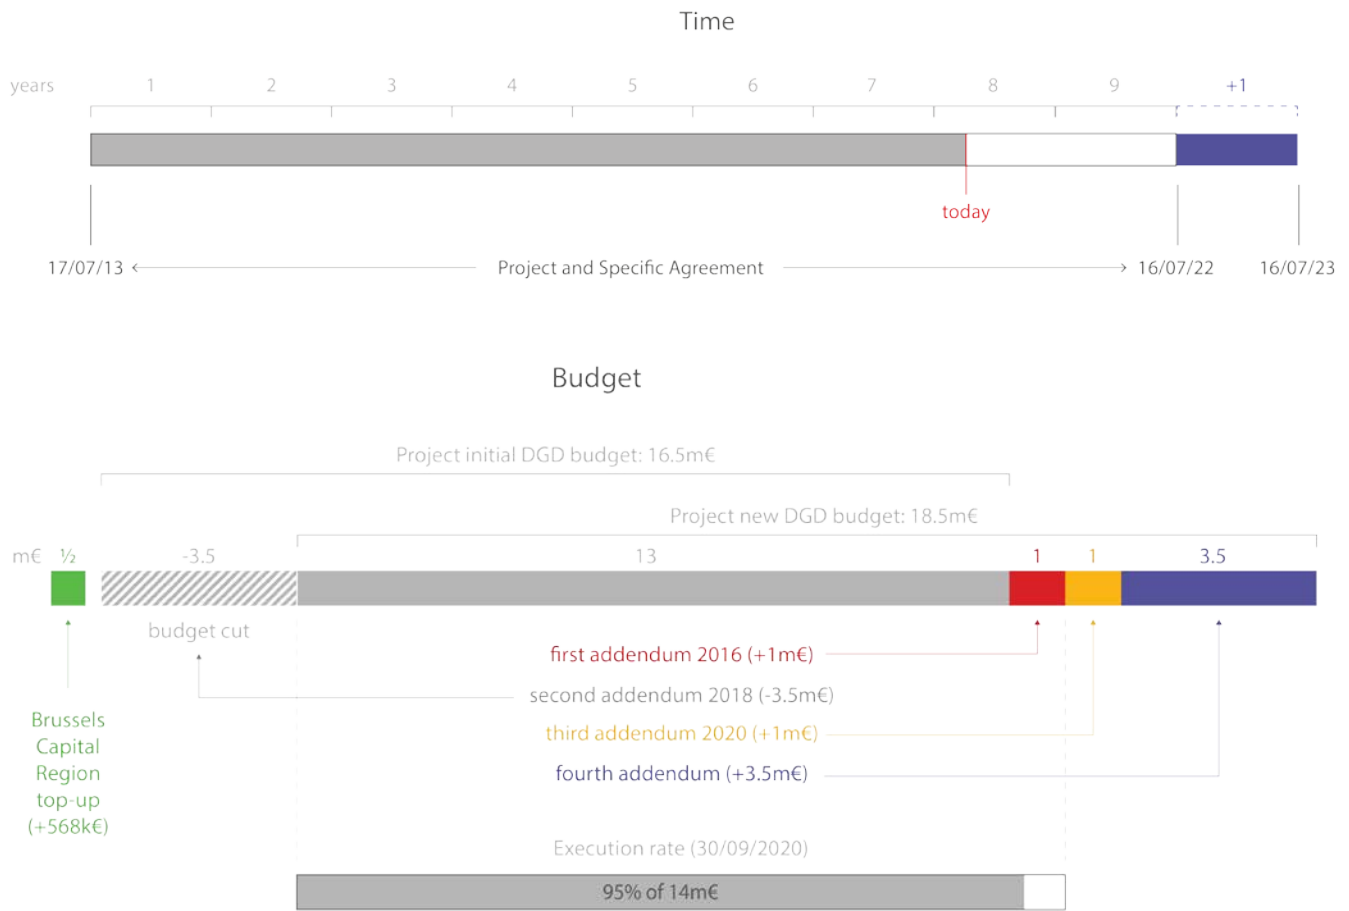 Time
years 1 2 3 4 5 6 7 8 9 +1
today
17/07/13 Project and Specific Agreement 16/07/22 16/07/23
Budget
Project initial DGD budget: 16.5m€
Project new DGD budget: 18.5m€
m€ ½ -3.5 13 1 1 3.5
budget cut
first addendum 2016 (+1m€)
second addendum 2018 (-3.5m€)
third addendum 2020 (+1m€)
fourth addendum (+3.5m€)
Brussels
Capital
Region
top-up
(+568k€)
Execution rate (30/09/2020)
95% of 14m€